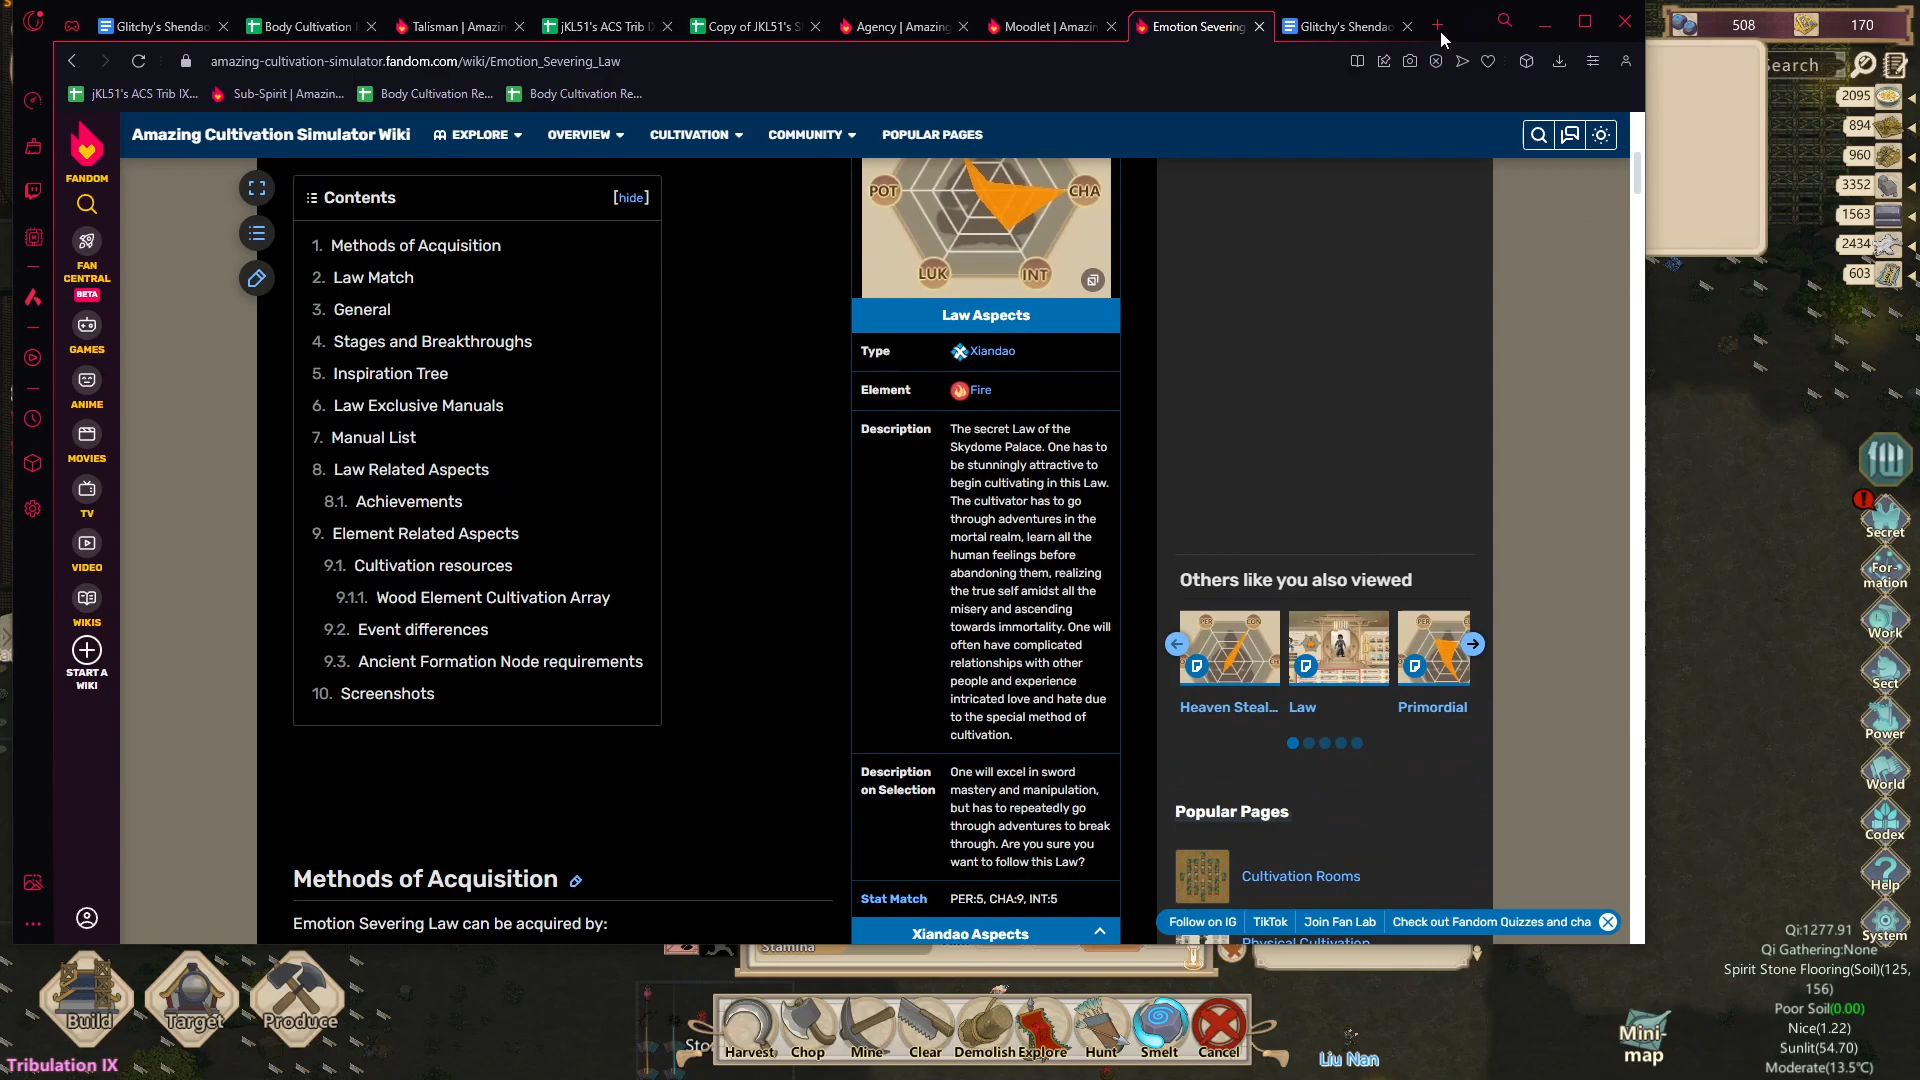 Glitchy's Shendao
Body Cultivation
Talisman | Amazin
jKL51's ACS Trib I
Copy of JKL51's S
Agency | Amazing
Moodlet | Amazin
Emotion Severing
Glitchy's Shendao
508
170
amazing-cultivation-simulator.fandom.com/wiki/Emotion_Severing_Law
jKL51's ACS Trib IX...
Sub-Spirit | Amazin...
Body Cultivation Re...
Body Cultivation Re...
Search
2095
894
960
3352
1563
2434
603
FANDOM
FAN CENTRAL
BETA
GAMES
ANIME
MOVIES
TV
VIDEO
WIKIS
START A WIKI
Amazing Cultivation Simulator Wiki
EXPLORE
OVERVIEW
CULTIVATION
COMMUNITY
POPULAR PAGES
Contents [hide]
1. Methods of Acquisition
2. Law Match
3. General
4. Stages and Breakthroughs
5. Inspiration Tree
6. Law Exclusive Manuals
7. Manual List
8. Law Related Aspects
8.1. Achievements
9. Element Related Aspects
9.1. Cultivation resources
9.1.1. Wood Element Cultivation Array
9.2. Event differences
9.3. Ancient Formation Node requirements
10. Screenshots
Methods of Acquisition
Emotion Severing Law can be acquired by:
POT
CHA
LUK
INT
Law Aspects
Type Xiandao
Element Fire
Description The secret Law of the
Skydome Palace. One has to
be stunningly attractive to
begin cultivating in this Law.
The cultivator has to go
through adventures in the
mortal realm, learn all the
human feelings before
abandoning them, realizing
the true self amidst all the
misery and ascending
towards immortality. One will
often have complicated
relationships with other
people and experience
intricated love and hate due
to the special method of
cultivation.
Description on Selection One will excel in sword
mastery and manipulation,
but has to repeatedly go
through adventures to break
through. Are you sure you
want to follow this Law?
Stat Match PER:5, CHA:9, INT:5
Xiandao Aspects
Others like you also viewed
PER
CON
PER
Heaven Steal...
Law
Primordial
Popular Pages
Cultivation Rooms
Physical Cultivation
Follow on IG
TikTok
Join Fan Lab
Check out Fandom Quizzes and cha
Secret
For-
mation
Work
Sect
Power
World
Codex
Help
System
Stamina
Build
Target
Produce
Harvest
Chop
Mine
Clear
Demolish
Explore
Hunt
Smelt
Cancel
Liu Nan
Mini-
map
Tribulation IX
Qi:1277.91
Qi Gathering:None
Spirit Stone Flooring(Soil)(125,
156)
Poor Soil(0.00)
Nice(1.22)
Sunlit(54.70)
Moderate(13.5℃)